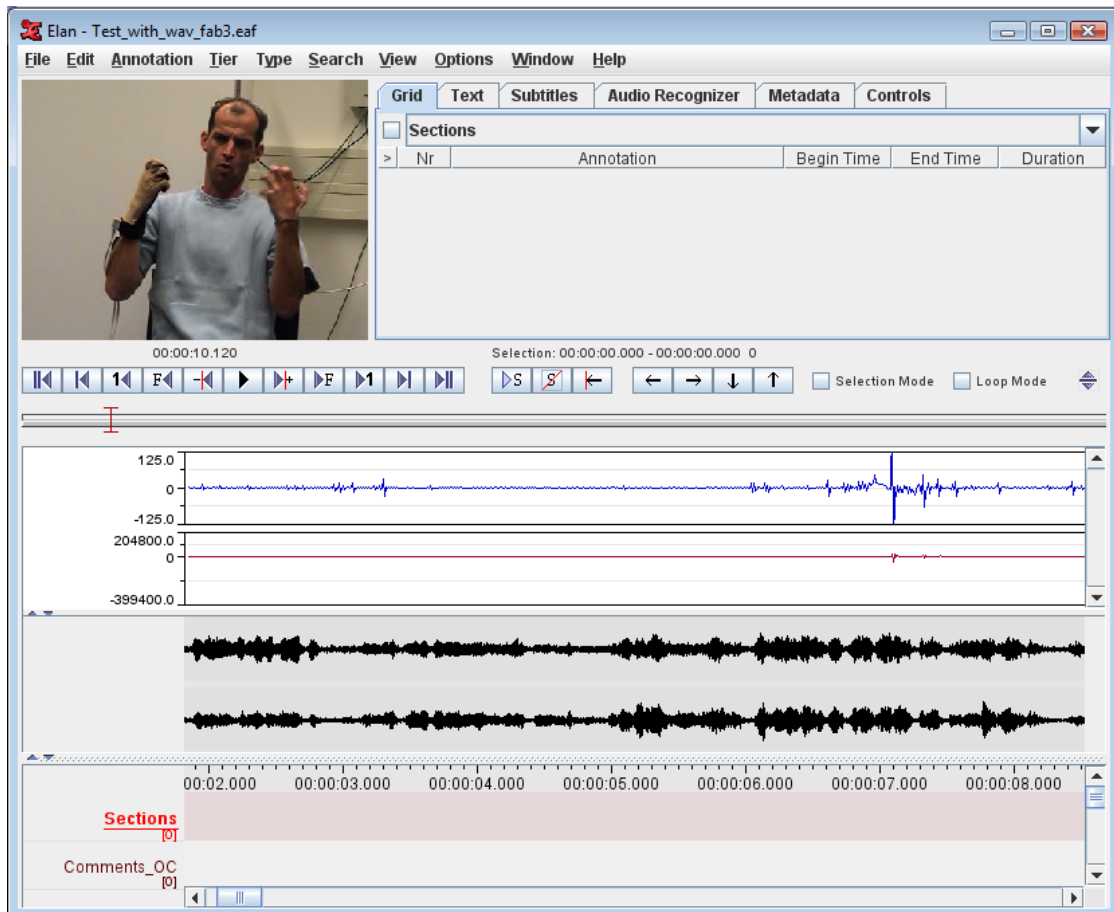 Elan - Test_with_wav_fab3.eaf
File Edit Annotation Tier Type Search View Options Window Help
Grid Text Subtitles Audio Recognizer Metadata Controls
Sections
> Nr Annotation Begin Time End Time Duration
00:00:10.120
Selection: 00:00:00.000 - 00:00:00.000 0
1 F + F 1 S S Selection Mode Loop Mode
125.0
0
-125.0
204800.0
0
-399400.0
00:02.000 00:00:03.000 00:00:04.000 00:00:05.000 00:00:06.000 00:00:07.000 00:00:08.000
Sections
[0]
Comments_OC
[0]